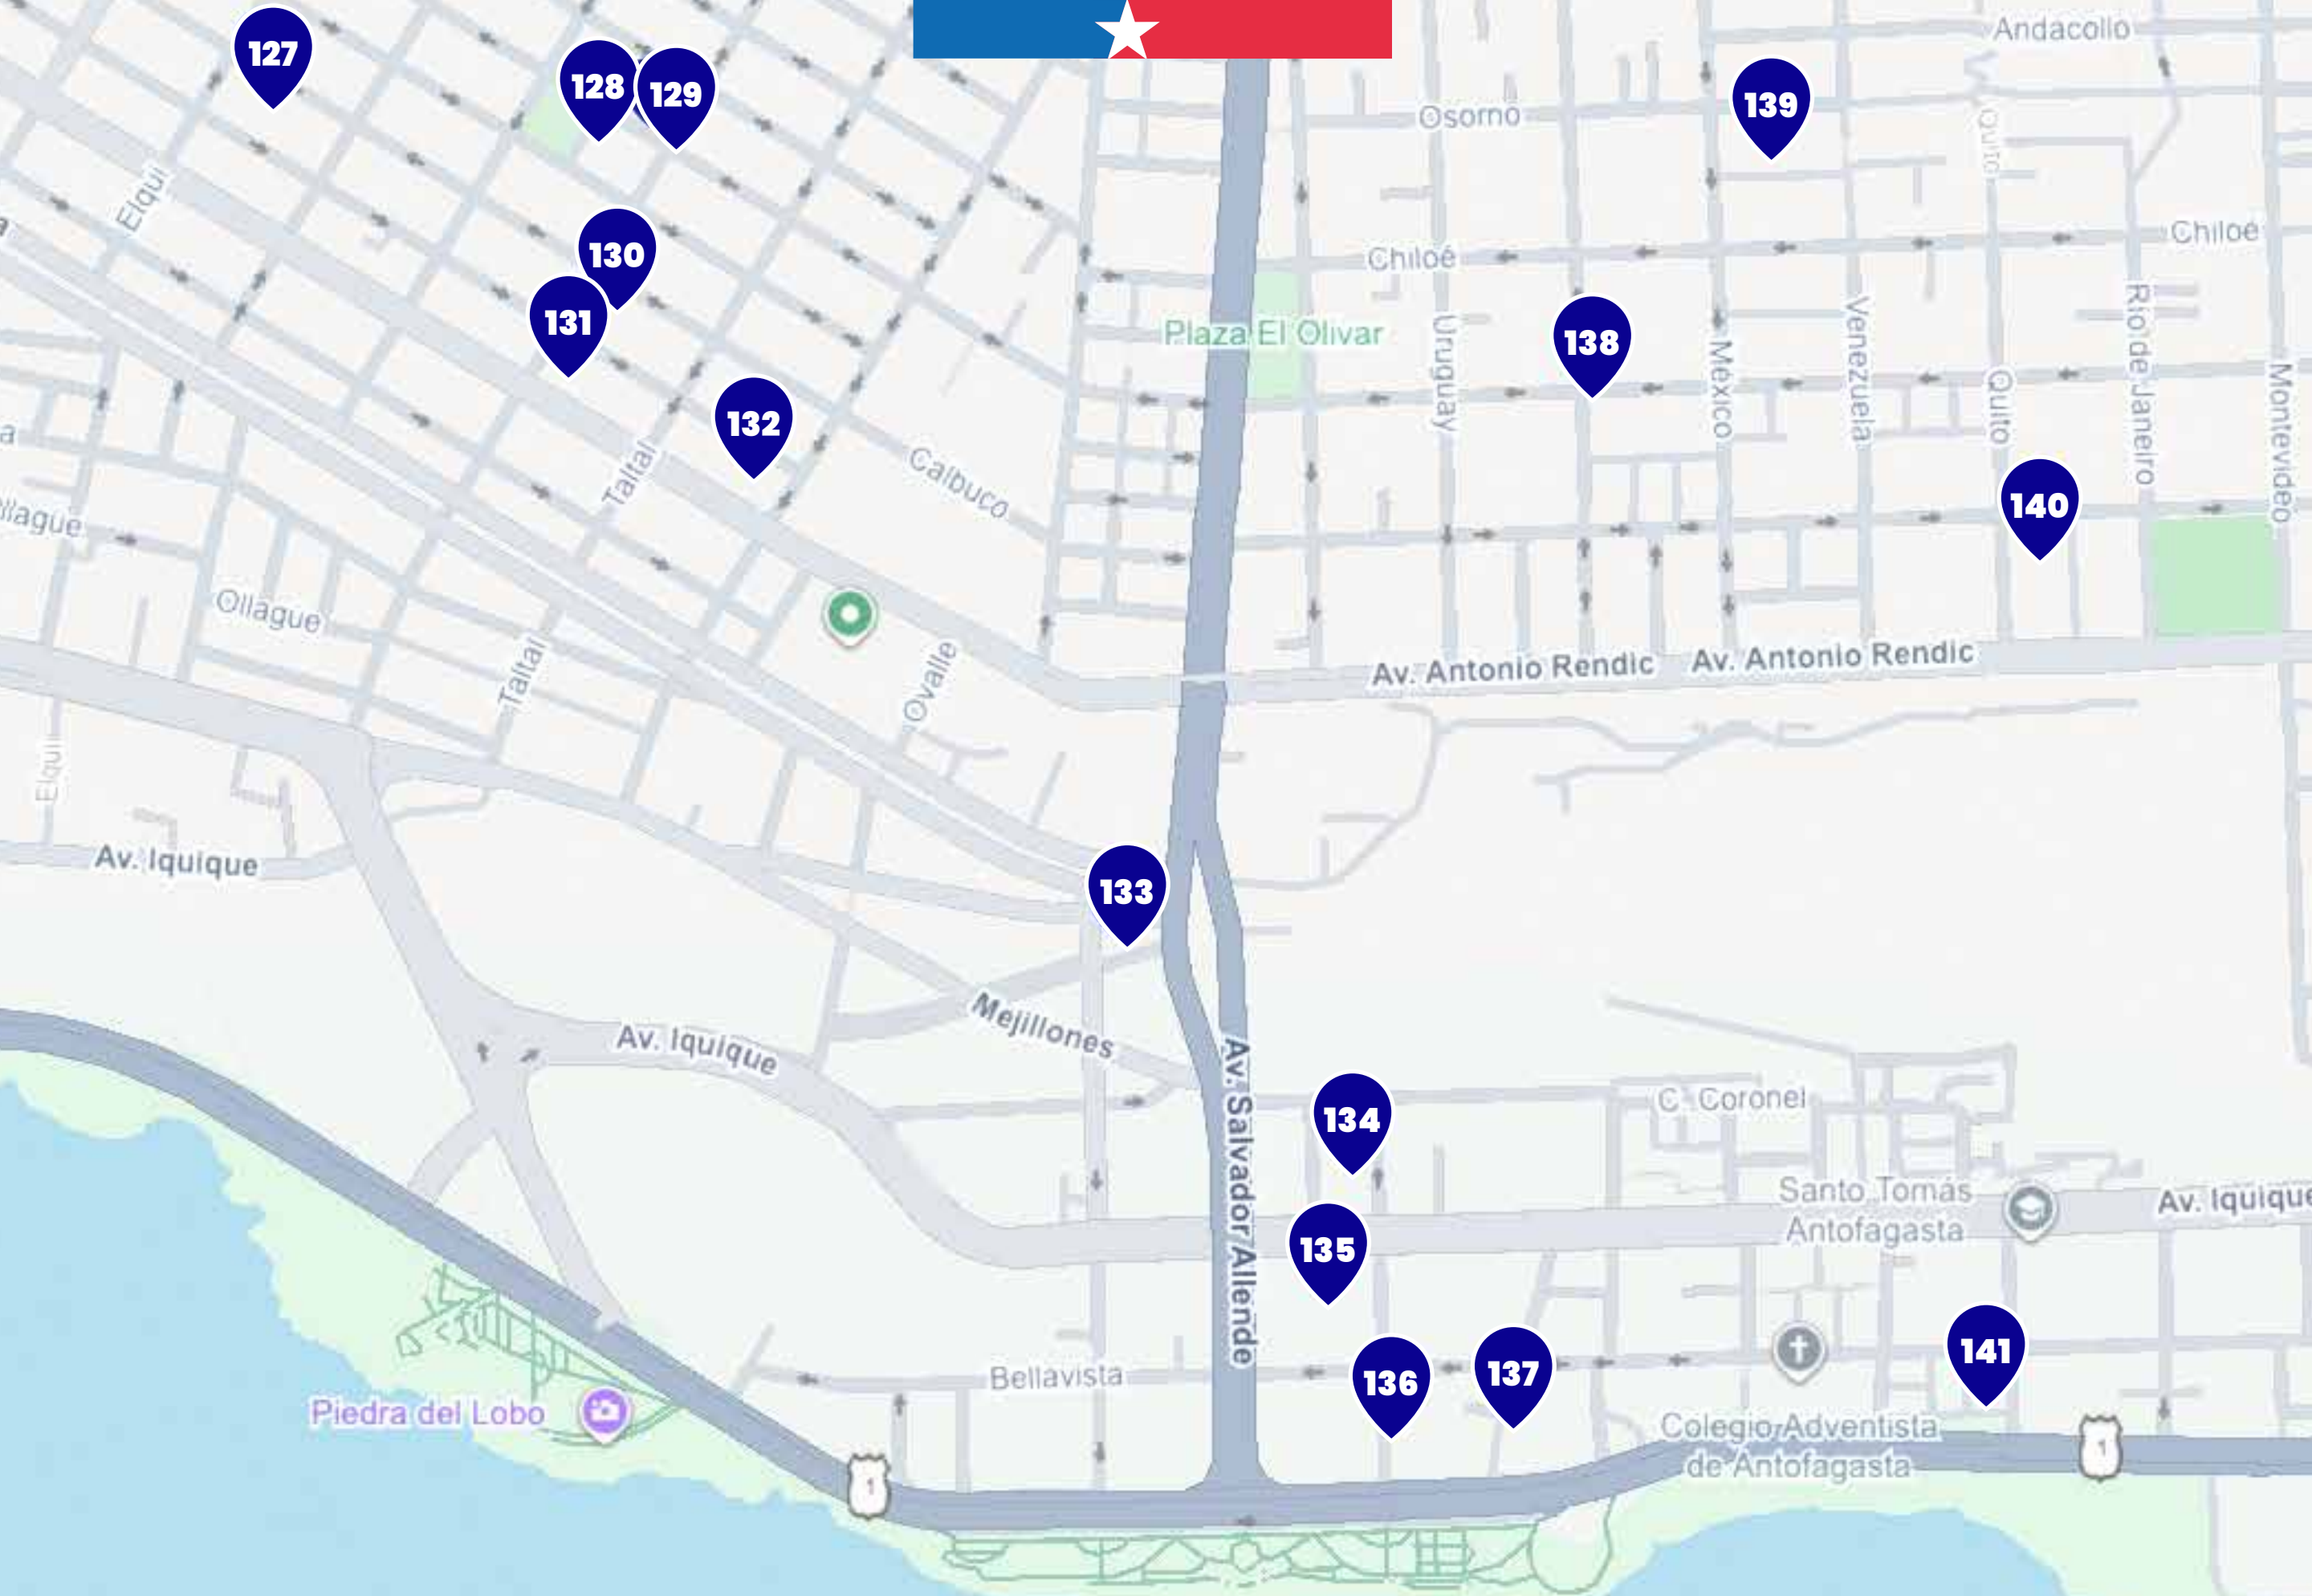 127
128
129
Andacollo
139
Osorno
Quito
Elqui
130
Chiloé
Chiloé
131
Plaza El Olivar
138
Uruguay
México
Venezuela
Quito
Río de Janeiro
Montevideo
132
Taltal
Calbuco
140
Ollague
Taltal
Ovalle
Av. Antonio Rendic
Av. Antonio Rendic
Elqui
Av. Iquique
133
Mejillones
Av. Iquique
Av. Salvador Allende
134
C. Coronel
Santo Tomás
Antofagasta
Av. Iquique
135
Bellavista
136
137
141
Piedra del Lobo
Colegio Adventista
de Antofagasta
1
1